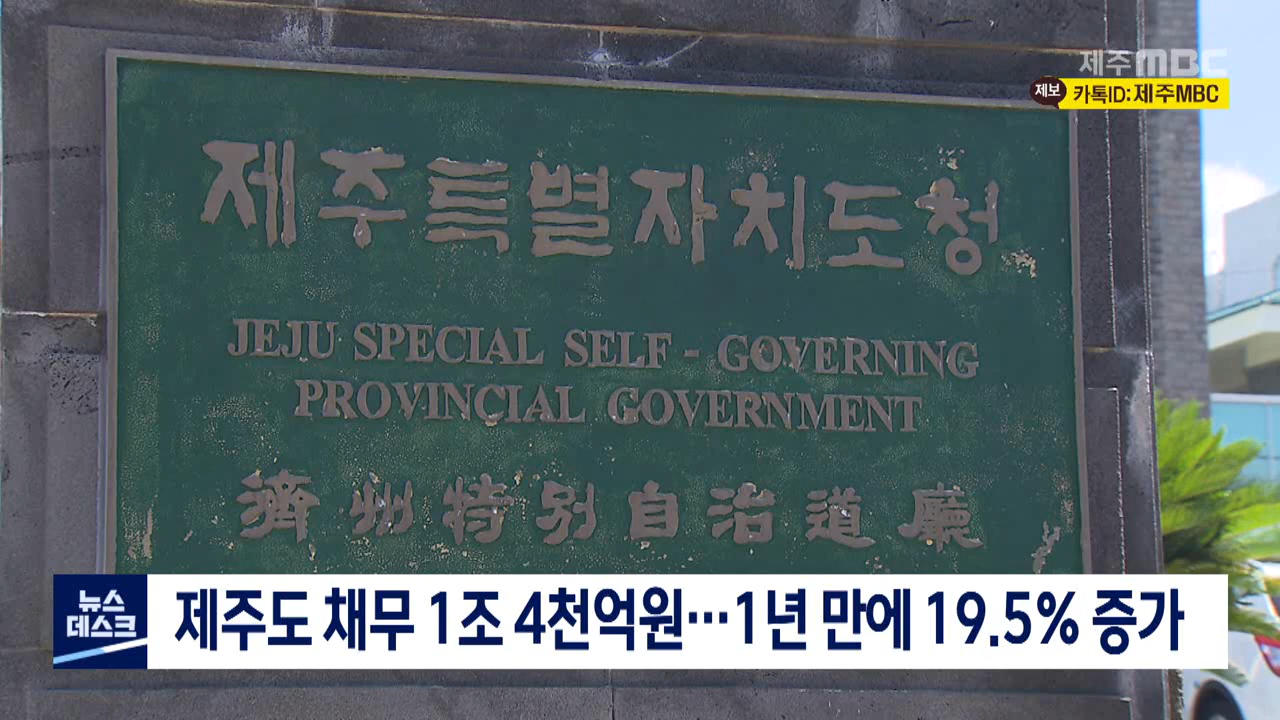 제주MBC
제보 카톡ID:제주MBC
제주특별자치도청
JEJU SPECIAL SELF - GOVERNING
PROVINCIAL GOVERNMENT
濟州特別自治道廳
뉴스
데스크
제주도 채무 1조 4천억원…1년 만에 19.5% 증가